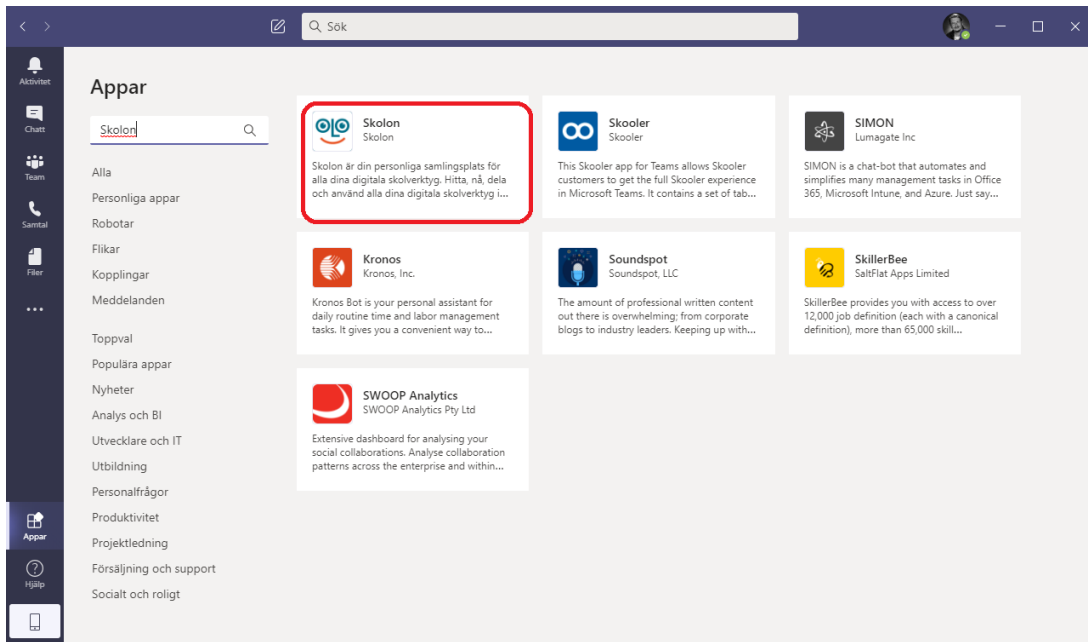 Sök
Aktivitet
Chatt
Team
Samtal
Filer
Appar
Hjälp
Appar
Skolon
Alla
Personliga appar
Robotar
Flikar
Kopplingar
Meddelanden
Toppval
Populära appar
Nyheter
Analys och BI
Utvecklare och IT
Utbildning
Personalfrågor
Produktivitet
Projektledning
Försäljning och support
Socialt och roligt
Skolon
Skolon
Skolon är din personliga samlingsplats för
alla dina digitala skolverktyg. Hitta, nå, dela
och använd alla dina digitala skolverktyg i...
Skooler
Skooler
This Skooler app for Teams allows Skooler
customers to get the full Skooler experience
in Microsoft Teams. It contains a set of tab...
SIMON
Lumagate Inc
SIMON is a chat-bot that automates and
simplifies many management tasks in Office
365, Microsoft Intune, and Azure. Just say...
Kronos
Kronos, Inc.
Kronos Bot is your personal assistant for
daily routine time and labor management
tasks. It gives you a convenient way to...
Soundspot
Soundspot, LLC
The amount of professional written content
out there is overwhelming; from corporate
blogs to industry leaders. Keeping up with...
SkillerBee
SaltFlat Apps Limited
SkillerBee provides you with access to over
12,000 job definition (each with a canonical
definition), more than 65,000 skill...
SWOOP Analytics
SWOOP Analytics Pty Ltd
Extensive dashboard for analysing your
social collaborations. Analyse collaboration
patterns across the enterprise and within...